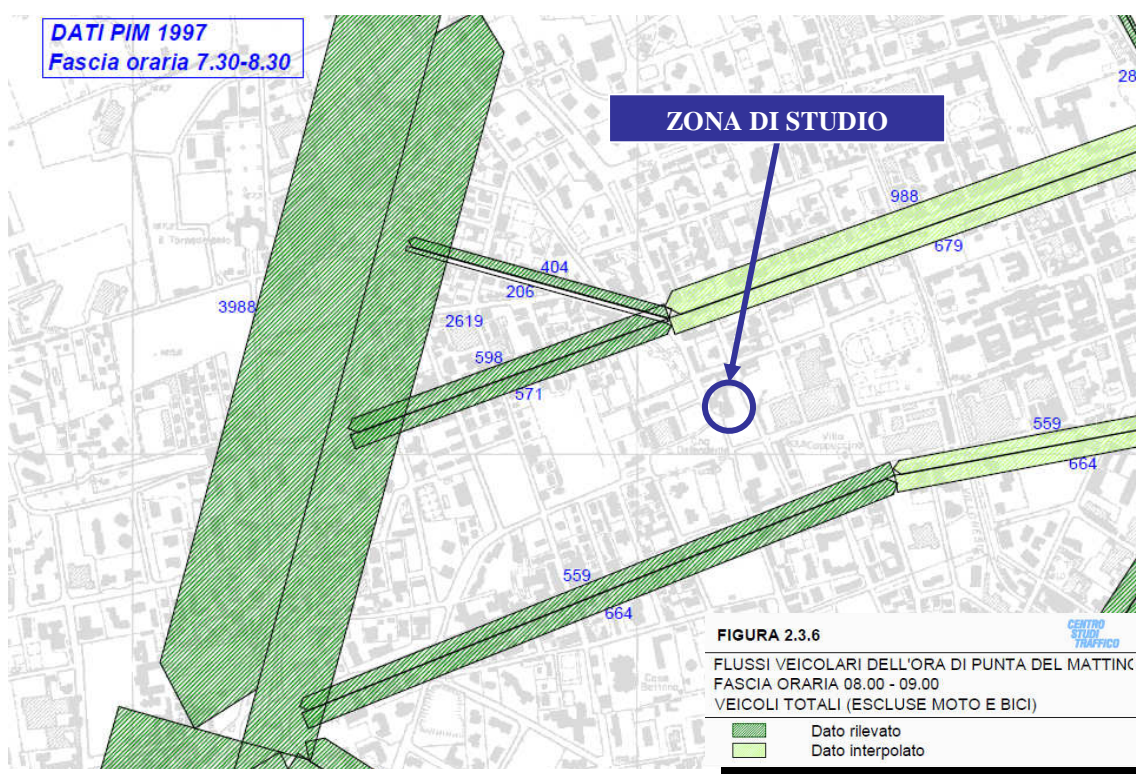 DATI PIM 1997
Fascia oraria 7.30-8.30
ZONA DI STUDIO
28
988
679
404
206
3988
2619
598
571
559
664
559
664
Villa
FIGURA 2.3.6
CENTRO
STUDI
TRAFFICO
FLUSSI VEICOLARI DELL'ORA DI PUNTA DEL MATTINO
FASCIA ORARIA 08.00 - 09.00
VEICOLI TOTALI (ESCLUSE MOTO E BICI)
Dato rilevato
Dato interpolato